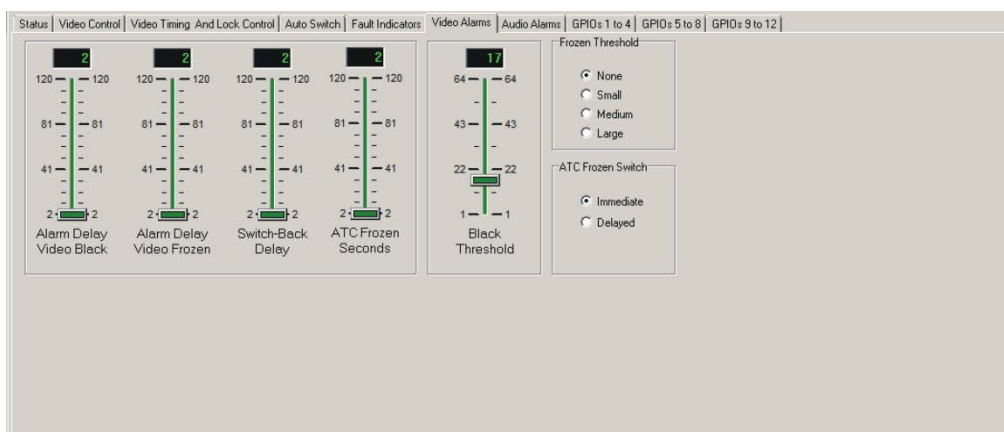 Status Video Control Video Timing And Lock Control Auto Switch Fault Indicators Video Alarms Audio Alarms GPIOs 1 to 4 GPIOs 5 to 8 GPIOs 9 to 12
2 2 2 2 17
120 120 120 120 120 120 120 120 64 64
81 81 81 81 81 81 81 81 43 43
41 41 41 41 41 41 41 41 22 22
2 2 2 2 2 2 2 2 1 1
Alarm Delay
Video Black
Alarm Delay
Video Frozen
Switch-Back
Delay
ATC Frozen
Seconds
Black
Threshold
Frozen Threshold
None
Small
Medium
Large
ATC Frozen Switch
Immediate
Delayed